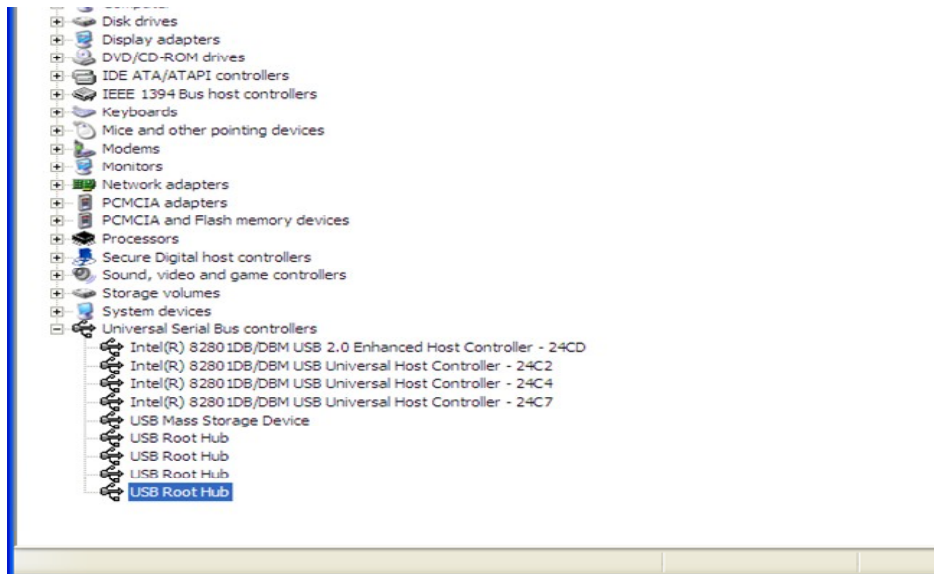 Computer
Disk drives
Display adapters
DVD/CD-ROM drives
IDE ATA/ATAPI controllers
IEEE 1394 Bus host controllers
Keyboards
Mice and other pointing devices
Modems
Monitors
Network adapters
PCMCIA adapters
PCMCIA and Flash memory devices
Processors
Secure Digital host controllers
Sound, video and game controllers
Storage volumes
System devices
Universal Serial Bus controllers
Intel(R) 82801DB/DBM USB 2.0 Enhanced Host Controller - 24CD
Intel(R) 82801DB/DBM USB Universal Host Controller - 24C2
Intel(R) 82801DB/DBM USB Universal Host Controller - 24C4
Intel(R) 82801DB/DBM USB Universal Host Controller - 24C7
USB Mass Storage Device
USB Root Hub
USB Root Hub
USB Root Hub
USB Root Hub